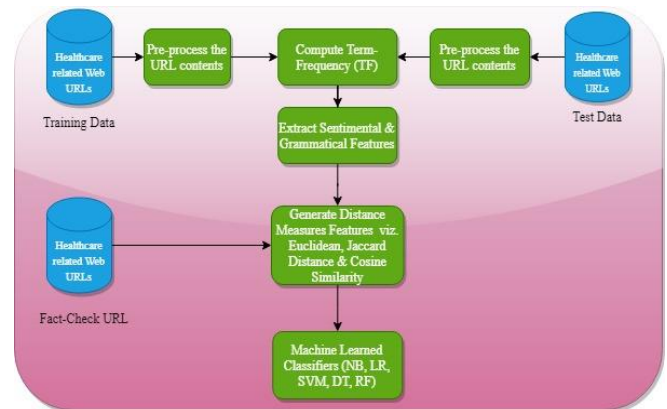 Healthcare
related Web
URLs
Training Data
Pre-process the
URL contents
Compute Term-
Frequency (TF)
Pre-process the
URL contents
Healthcare
related Web
URLs
Test Data
Extract Sentimental &
Grammatical Features
Healthcare
related Web
URLs
Fact-Check URL
Generate Distance
Measures Features viz.
Euclidean, Jaccard
Distance & Cosine
Similarity
Machine Learned
Classifiers (NB, LR,
SVM, DT, RF)